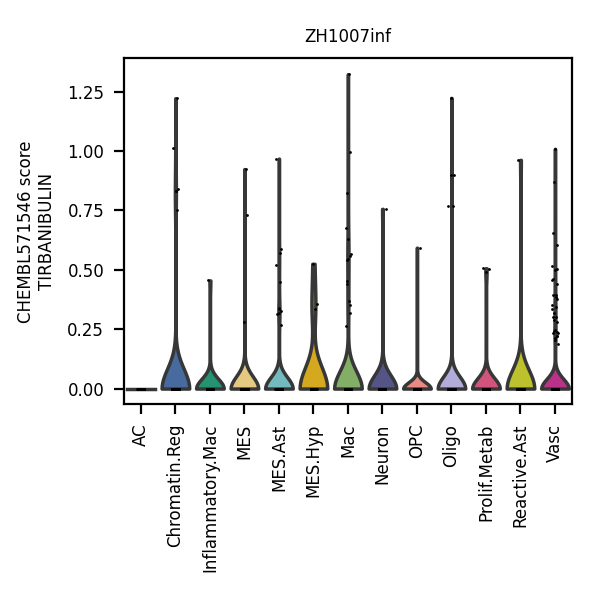 ZH1007inf
CHEMBL571546 score
TIRBANIBULIN
1.25
1.00
0.75
0.50
0.25
0.00
AC
Chromatin.Reg
Inflammatory.Mac
MES
MES.Ast
MES.Hyp
Mac
Neuron
OPC
Oligo
Prolif.Metab
Reactive.Ast
Vasc